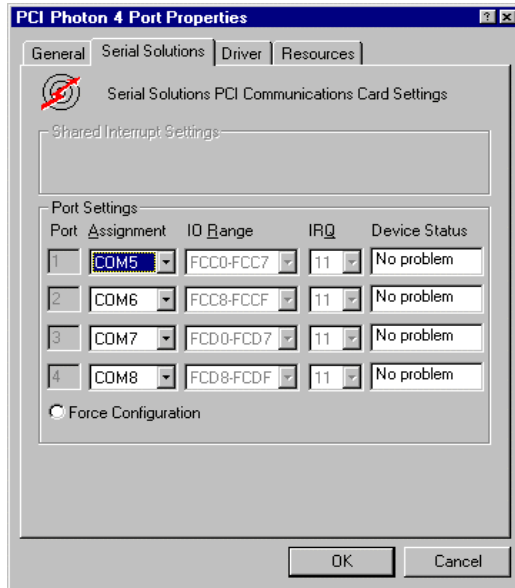 PCI Photon 4 Port Properties
General Serial Solutions Driver Resources
Serial Solutions PCI Communications Card Settings
Shared Interrupt Settings
Port Settings
Port Assignment IO Range IRQ Device Status
1 COM5 FCC0-FCC7 11 No problem
2 COM6 FCC8-FCCF 11 No problem
3 COM7 FCD0-FCD7 11 No problem
4 COM8 FCD8-FCDF 11 No problem
Force Configuration
OK Cancel